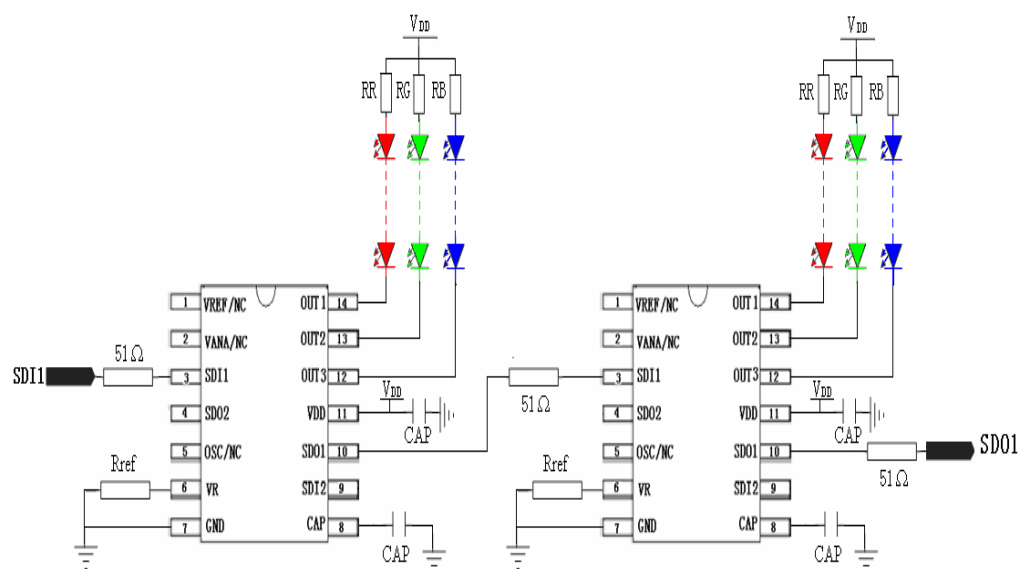 VDD VDD
RR RG RB RR RG RB
1 VREF/NC OUT1 14 1 VREF/NC OUT1 14
2 VANA/NC OUT2 13 2 VANA/NC OUT2 13
SDI1 51Ω 3 SDI1 OUT3 12 51Ω 3 SDI1 OUT3 12
VDD VDD
4 SDO2 VDD 11 CAP 4 SDO2 VDD 11 CAP
5 OSC/NC SDO1 10 5 OSC/NC SDO1 10 51Ω SDO1
Rref 6 VR SDI2 9 Rref 6 VR SDI2 9
7 GND CAP 8 CAP 7 GND CAP 8 CAP